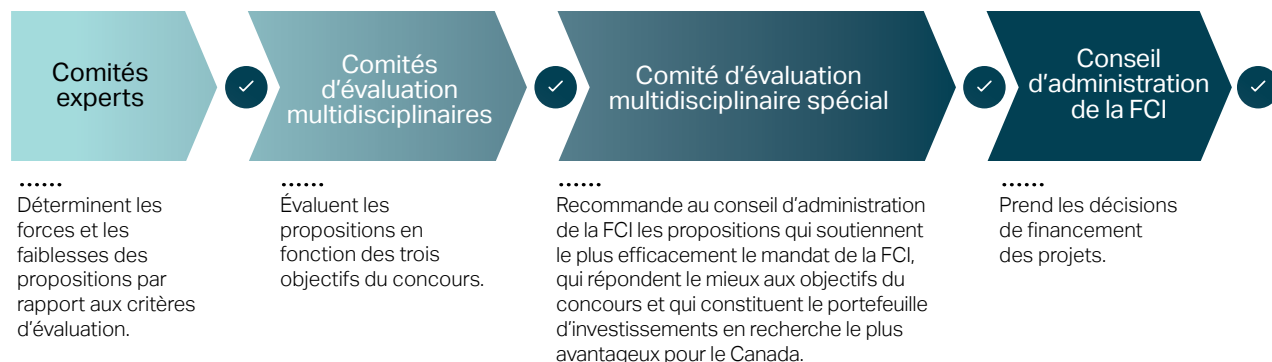 Comités
experts
Comités
d'évaluation
multidisciplinaires
Comité d'évaluation
multidisciplinaire spécial
Conseil
d'administration
de la FCI
......
Déterminent les
forces et les
faiblesses des
propositions par
rapport aux critères
d'évaluation.
......
Évaluent les
propositions en
fonction des trois
objectifs du concours.
......
Recommande au conseil d'administration
de la FCI les propositions qui soutiennent
le plus efficacement le mandat de la FCI,
qui répondent le mieux aux objectifs du
concours et qui constituent le portefeuille
d'investissements en recherche le plus
avantageux pour le Canada.
......
Prend les décisions
de financement
des projets.